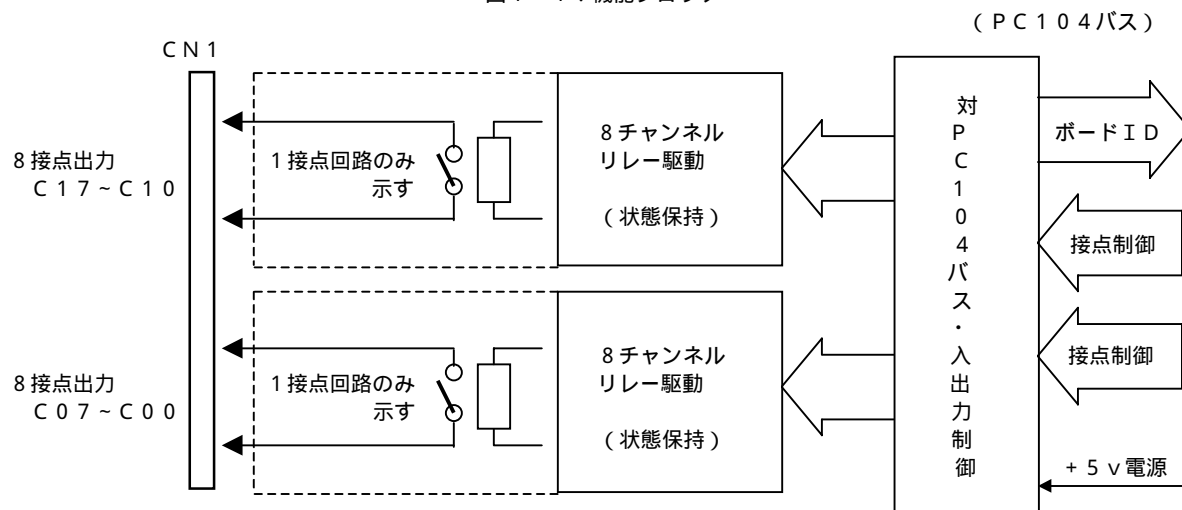 (ＰＣ１０４バス)
ＣＮ１
８接点出力
Ｃ１７~Ｃ１０
１接点回路のみ
示す
８チャンネル
リレー駆動
(状態保持)
対ＰＣ１０４バス・入出力制御
ボードＩＤ
接点制御
８接点出力
Ｃ０７~Ｃ００
１接点回路のみ
示す
８チャンネル
リレー駆動
(状態保持)
接点制御
+５ｖ電源